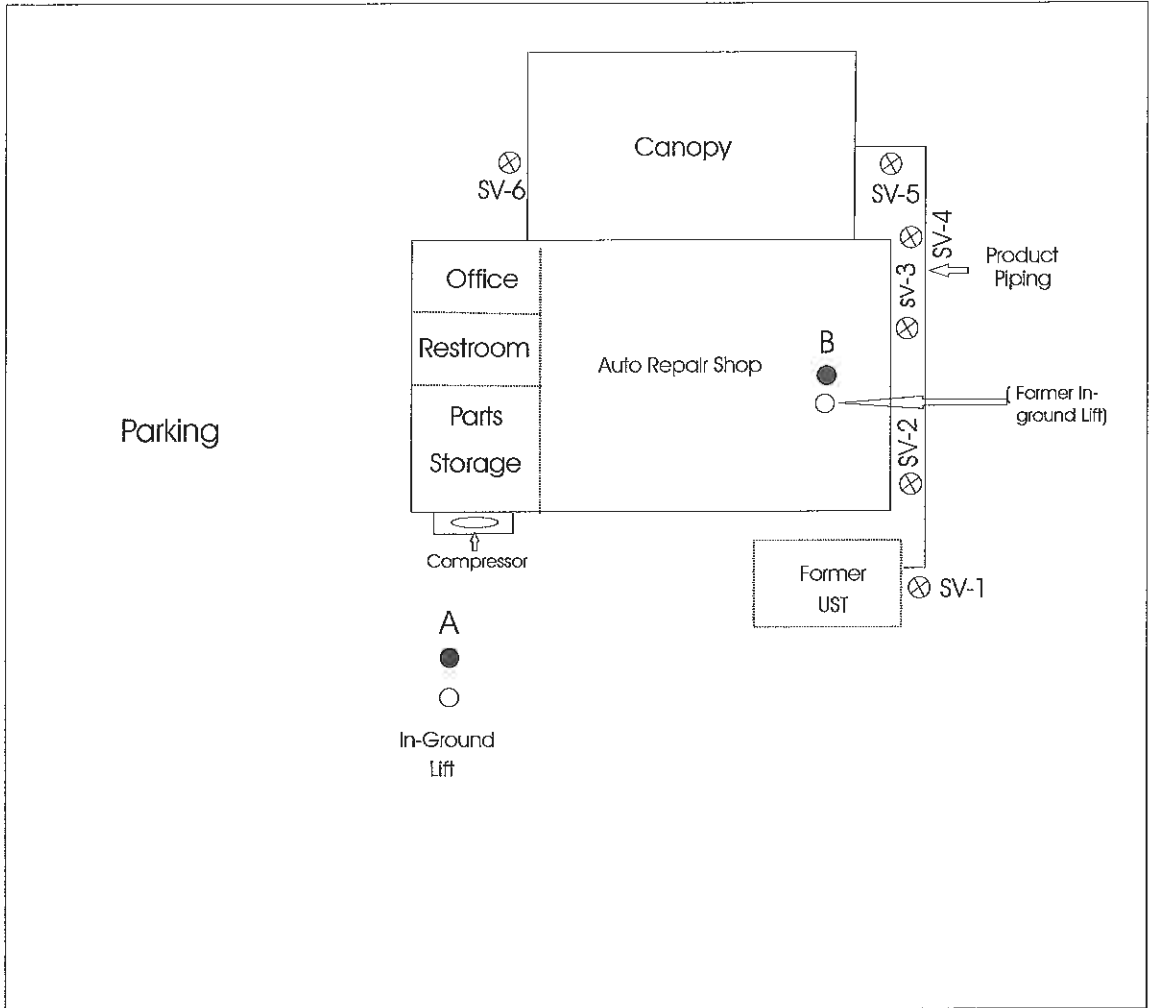 Canopy
SV-6
SV-5
SV-4
Product
Piping
Office
SV-3
Restroom
Auto Repair Shop
B
( Former In-
ground Lift)
Parking
Parts
Storage
SV-2
Compressor
Former
UST
SV-1
A
In-Ground
Lift